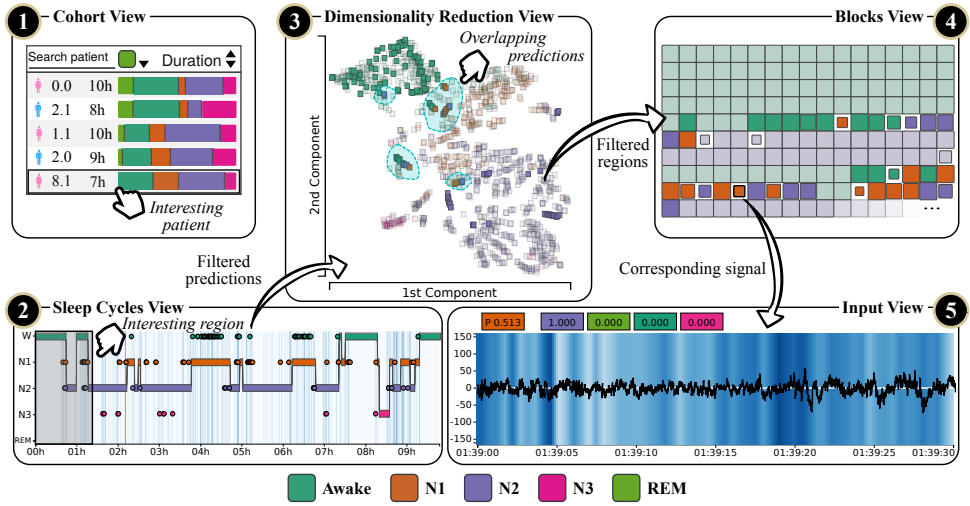 1 Cohort View
Search patient Duration
0.0 10h
2.1 8h
1.1 10h
2.0 9h
8.1 7h
Interesting
patient
3 Dimensionality Reduction View
Overlapping
predictions
2nd Component
1st Component
Blocks View 4
Filtered
regions
...
Filtered
predictions
Corresponding signal
2 Sleep Cycles View
Interesting region
W
N1
N2
N3
REM
00h 01h 02h 03h 04h 05h 06h 07h 08h 09h
Input View 5
P 0.513 1.000 0.000 0.000 0.000
150
100
50
0
-50
-100
-150
01:39:00 01:39:05 01:39:10 01:39:15 01:39:20 01:39:25 01:39:30
Awake N1 N2 N3 REM